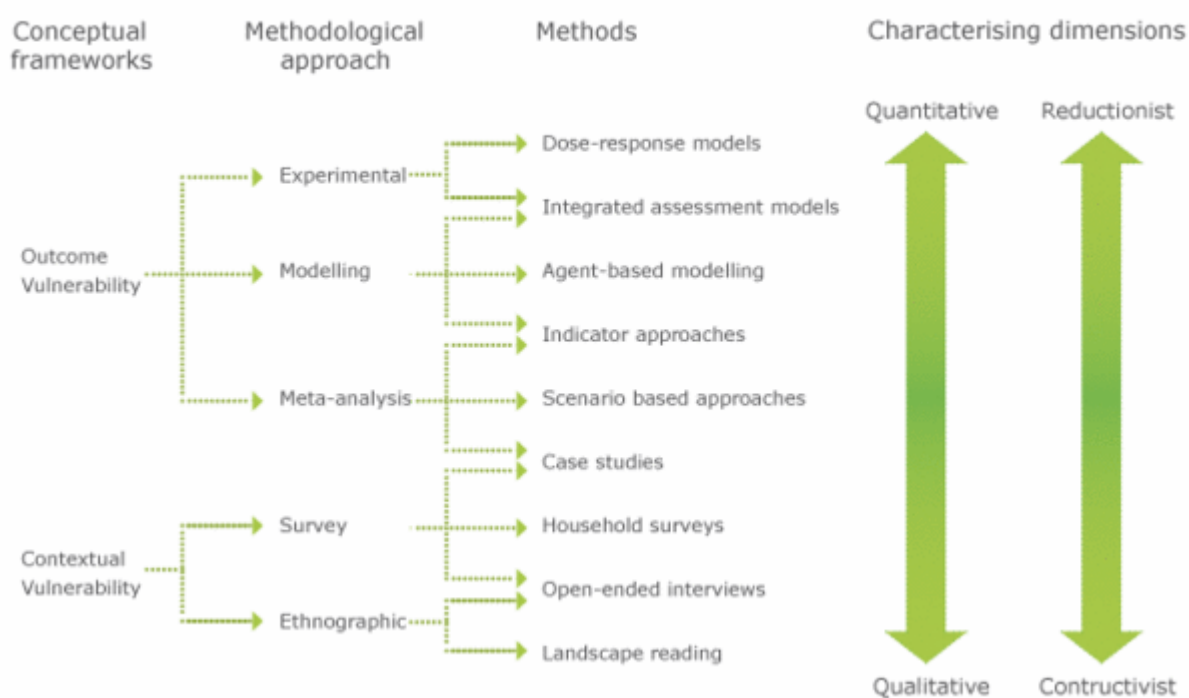 Conceptual
frameworks
Methodological
approach
Methods
Characterising dimensions
Quantitative
Reductionist
Dose-response models
Experimental
Integrated assessment models
Outcome
Vulnerability
Modelling
Agent-based modelling
Indicator approaches
Meta-analysis
Scenario based approaches
Case studies
Survey
Household surveys
Contextual
Vulnerability
Open-ended interviews
Ethnographic
Landscape reading
Qualitative
Contructivist